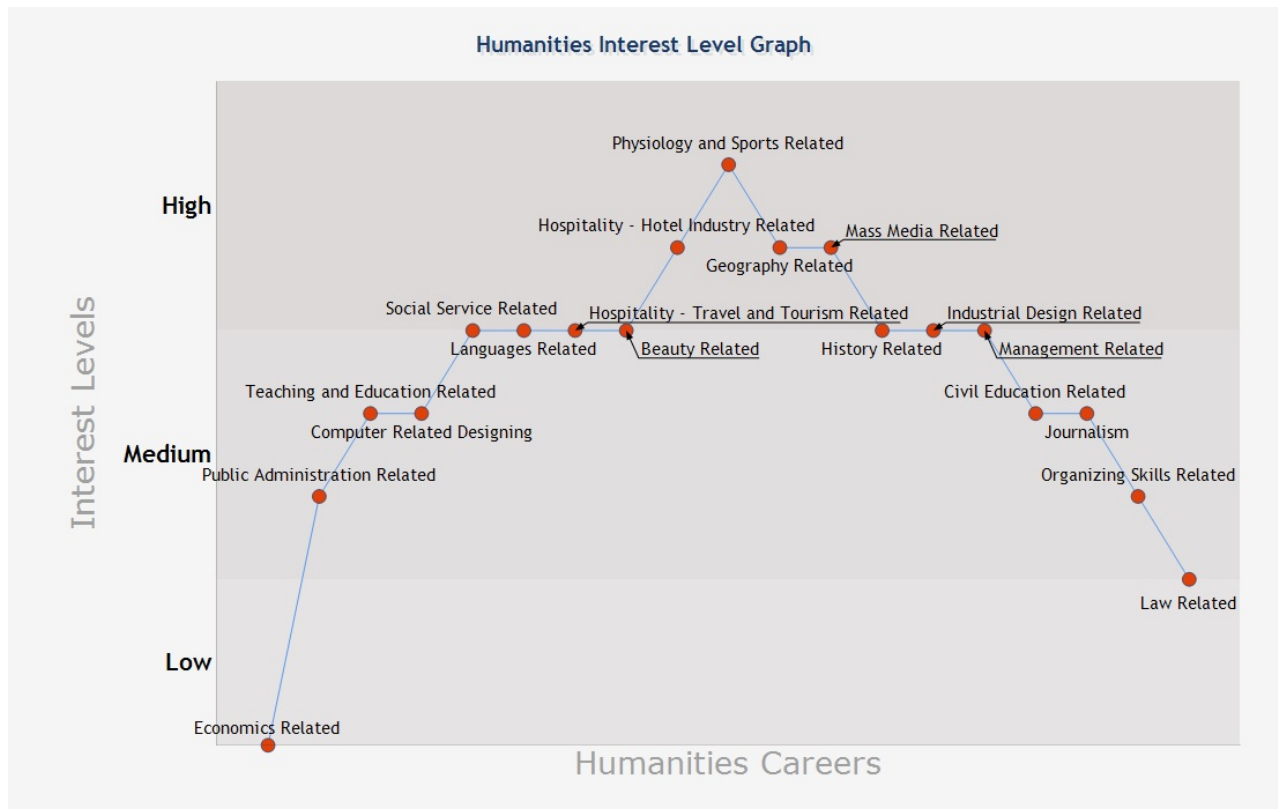 Humanities Interest Level Graph
Physiology and Sports Related
High
Hospitality - Hotel Industry Related
Mass Media Related
Geography Related
Social Service Related
Hospitality - Travel and Tourism Related
Industrial Design Related
Languages Related
Beauty Related
History Related
Management Related
Interest Levels
Teaching and Education Related
Civil Education Related
Computer Related Designing
Journalism
Medium
Public Administration Related
Organizing Skills Related
Law Related
Low
Economics Related
Humanities Careers